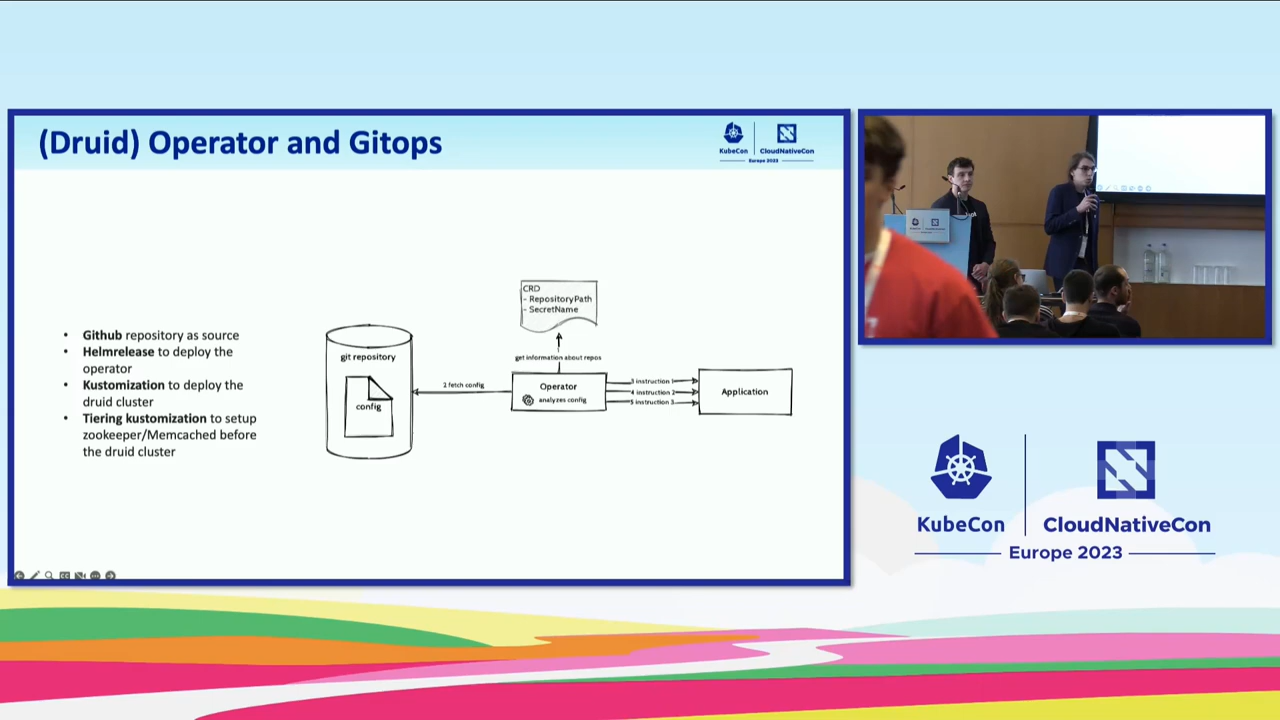 (Druid) Operator and Gitops
KubeCon
CloudNativeCon
Europe 2023
• Github repository as source
• Helmrelease to deploy the
operator
• Kustomization to deploy the
druid cluster
• Tiering kustomization to setup
zookeeper/Memcached before
the druid cluster
CRD
- RepositoryPath
- SecretName
get information about repos
git repository
config
2 fetch config
Operator
analyzes config
3 instruction 1
4 instruction 2
5 instruction 3
Application
KubeCon
CloudNativeCon
Europe 2023